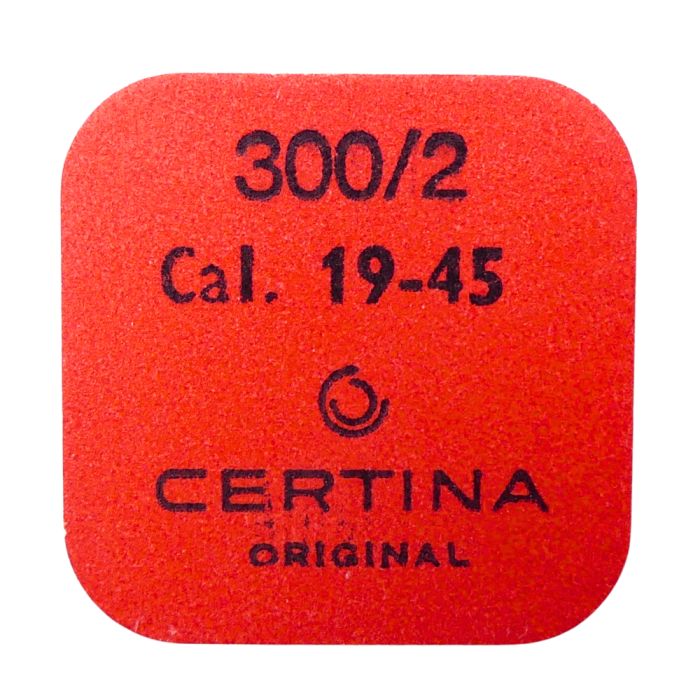 300/2
Cal. 19-45
CERTINA
ORIGINAL